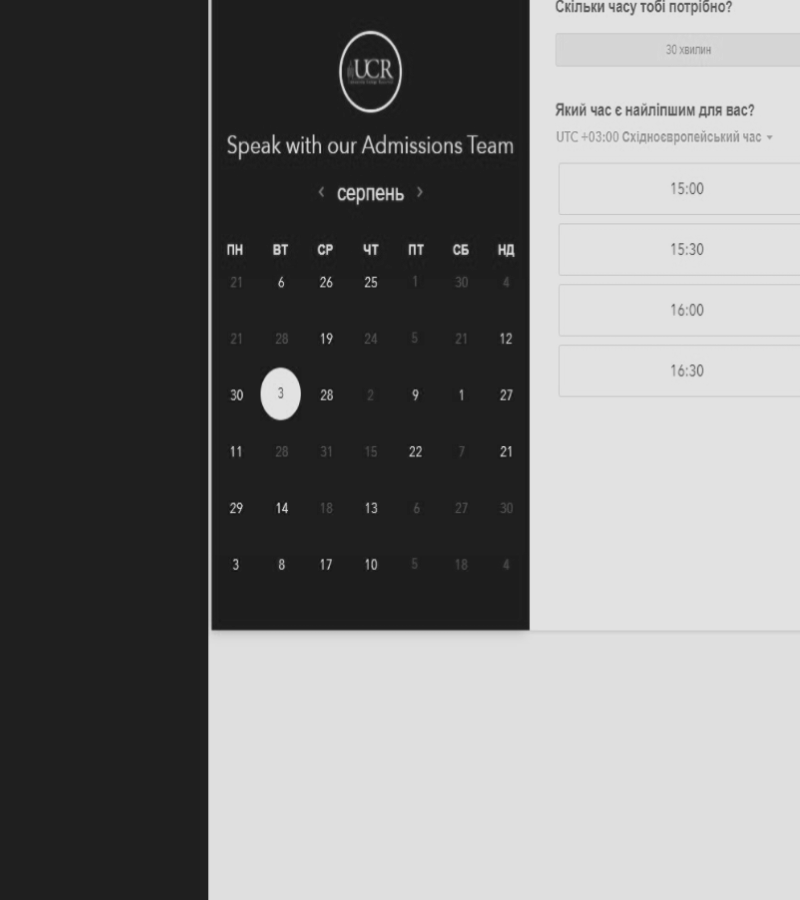 UCR
Speak with our Admissions Team
серпень
ПН ВТ СР ЧТ ПТ СБ НД
21 6 26 25 1 30 4
21 28 19 24 5 21 12
30 3 28 2 9 1 27
11 28 31 15 22 7 21
29 14 18 13 6 27 30
3 8 17 10 5 18 4
Скільки часу тобі потрібно?
30 хвилин
Який час є найліпшим для вас?
UTC +03:00 Східноєвропейський час
15:00
15:30
16:00
16:30